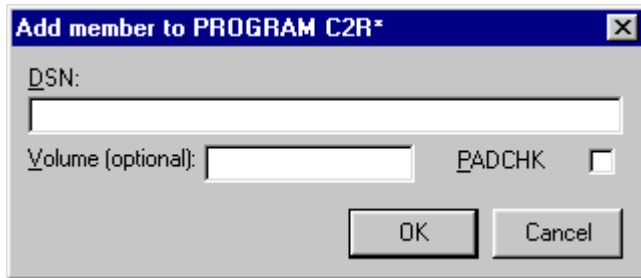 Add member to PROGRAM C2R*
DSN:
Volume (optional):
PADCHK
OK
Cancel